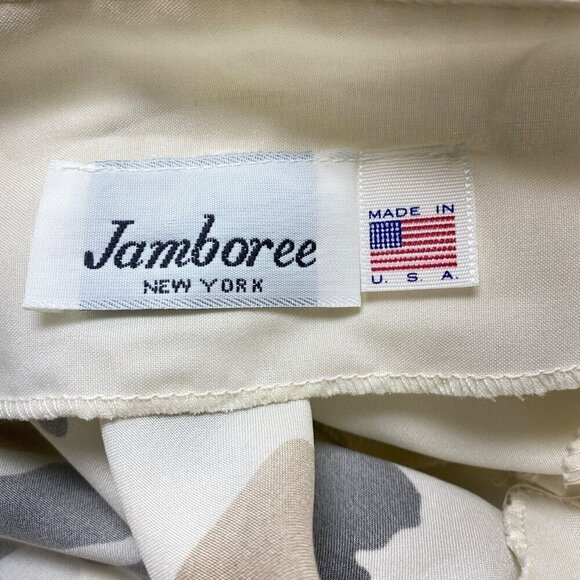 Jamboree
NEW YORK
MADE IN
U. S. A.